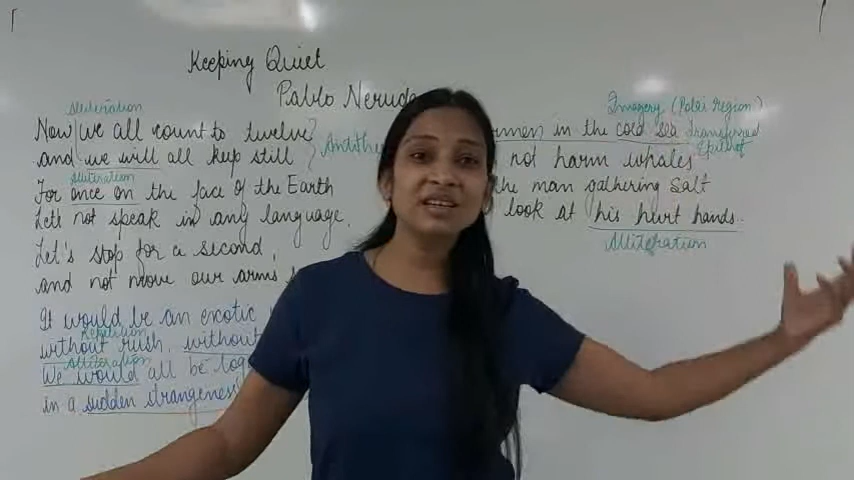 Keeping Quiet
Pablo Neruda
Alliteration
Now we all count to twelve
and we will all keep still
Antithe
Alliteration
For once on the face of the Earth
Let's not speak in any language.
Let's stop for a second,
and not move our arms
It would be an exotic
Repetition
without rush, without
Alliteration
We would all be tog
in a sudden strangeness
Imagery (Polar Region)
ermen in the cold sea Transferred
Epithet
not harm whales
the man gathering salt
look at his hurt hands.
Alliteration